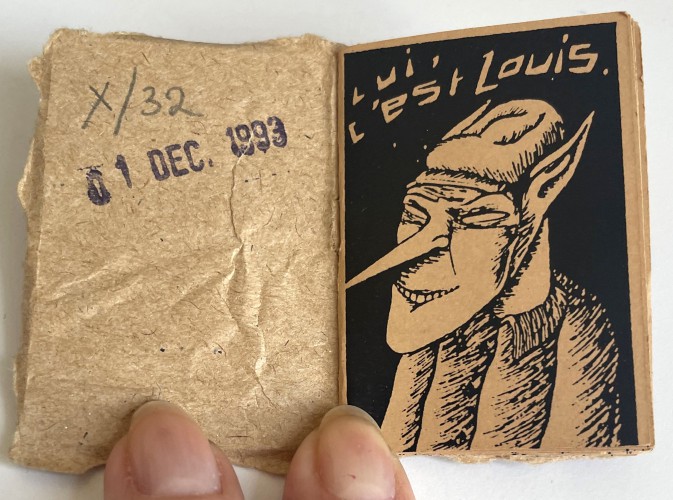 X/32
01 DEC. 1993
Lui,
c'est Louis.